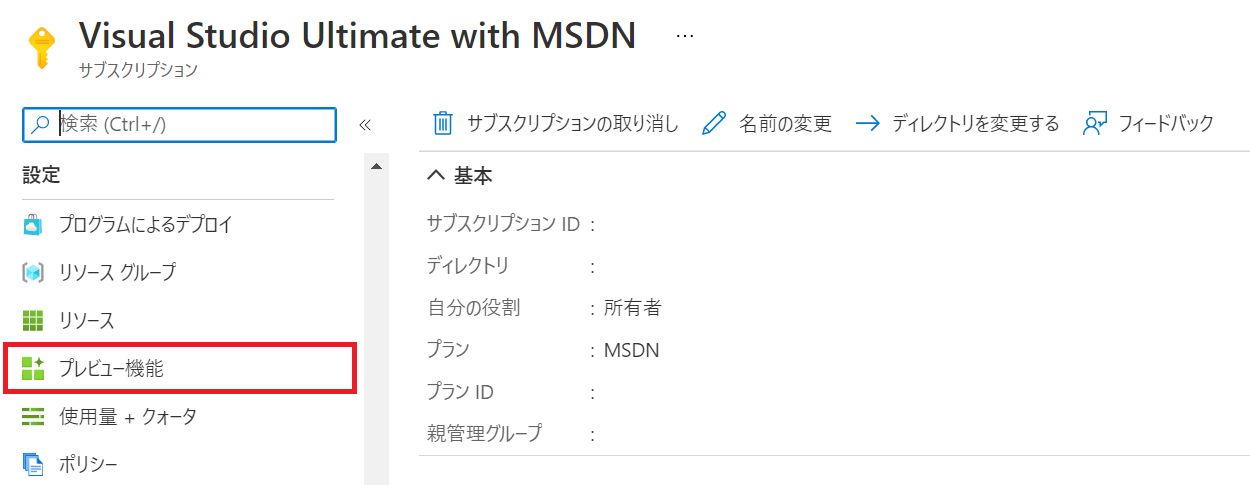 Visual Studio Ultimate with MSDN ...
サブスクリプション
検索 (Ctrl+/) «
サブスクリプションの取り消し 名前の変更 ディレクトリを変更する フィードバック
設定
プログラムによるデプロイ
リソース グループ
リソース
プレビュー機能
使用量 + クォータ
ポリシー
基本
サブスクリプション ID :
ディレクトリ :
自分の役割 : 所有者
プラン : MSDN
プラン ID :
親管理グループ :